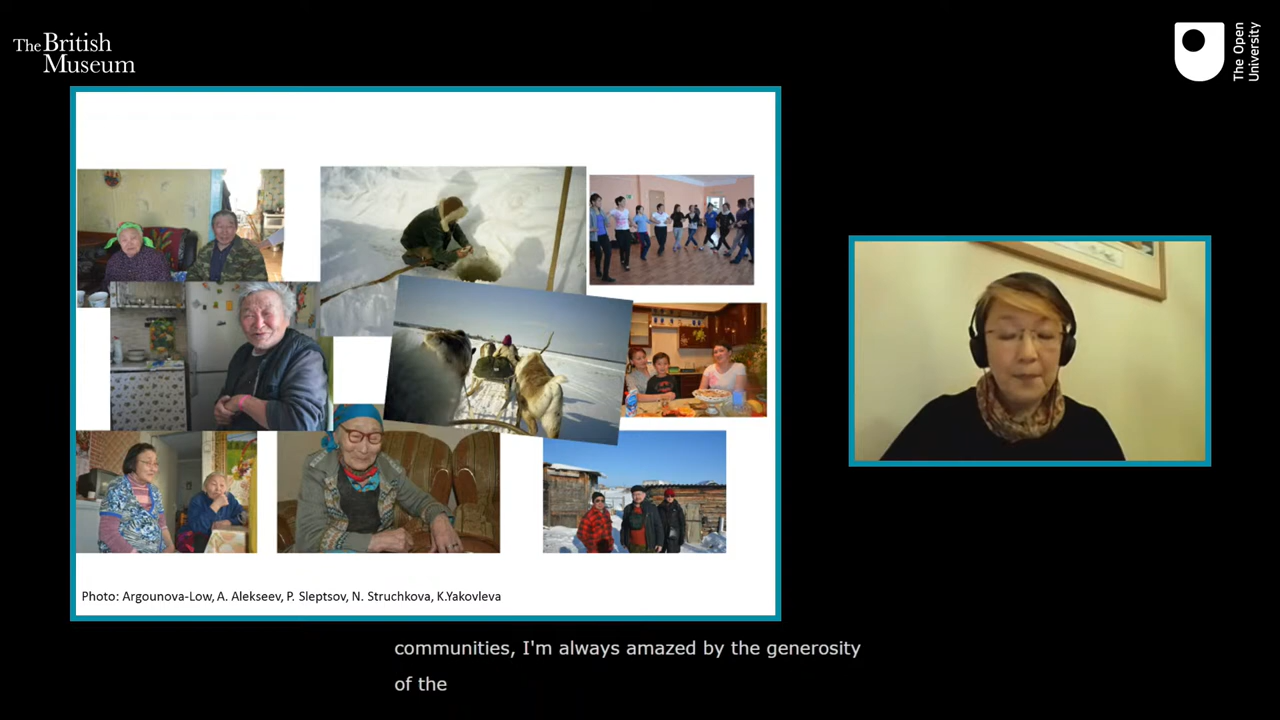 The British
Museum
The Open
University
Photo: Argounova-Low, A. Alekseev, P. Sleptsov, N. Struchkova, K.Yakovleva
communities, I'm always amazed by the generosity
of the